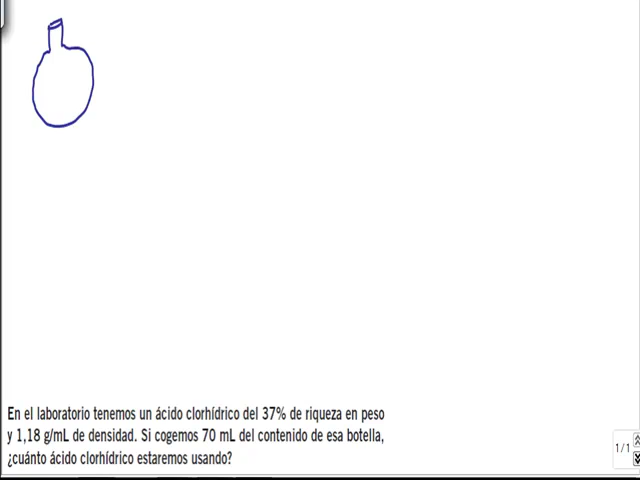 En el laboratorio tenemos un ácido clorhídrico del 37% de riqueza en peso
y 1,18 g/mL de densidad. Si cogemos 70 mL del contenido de esa botella,
¿cuánto ácido clorhídrico estaremos usando?
1/1